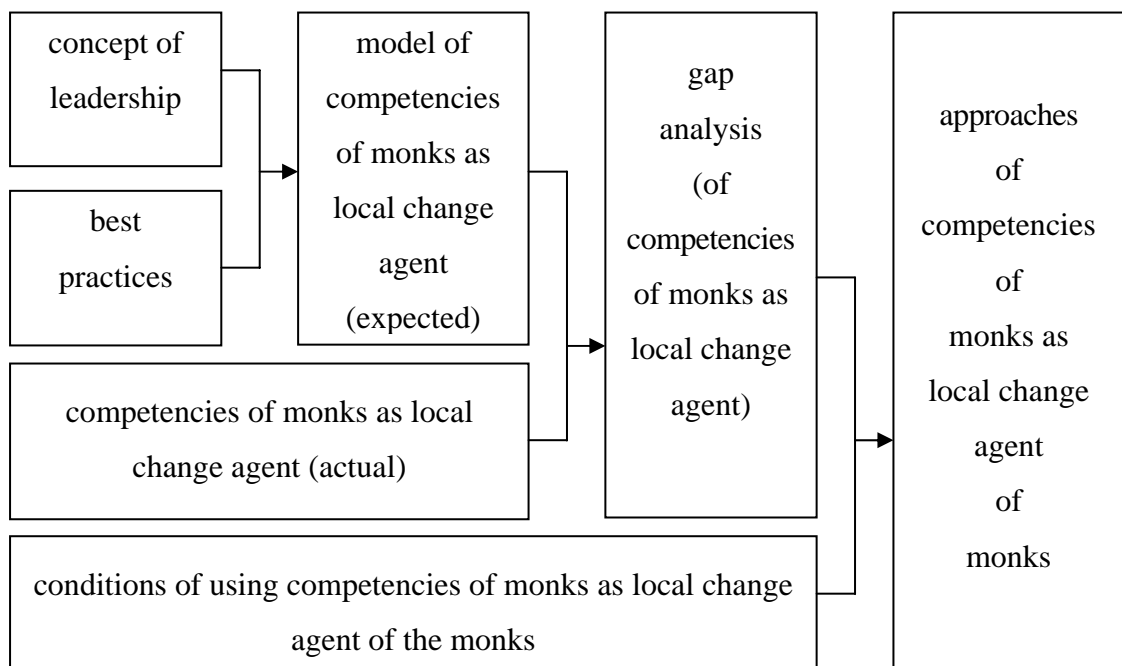 concept of
leadership
best
practices
model of
competencies
of monks as
local change
agent
(expected)
competencies of monks as local
change agent (actual)
gap
analysis
(of
competencies
of monks as
local change
agent)
conditions of using competencies of monks as local change
agent of the monks
approaches
of
competencies
of
monks as
local change
agent
of
monks